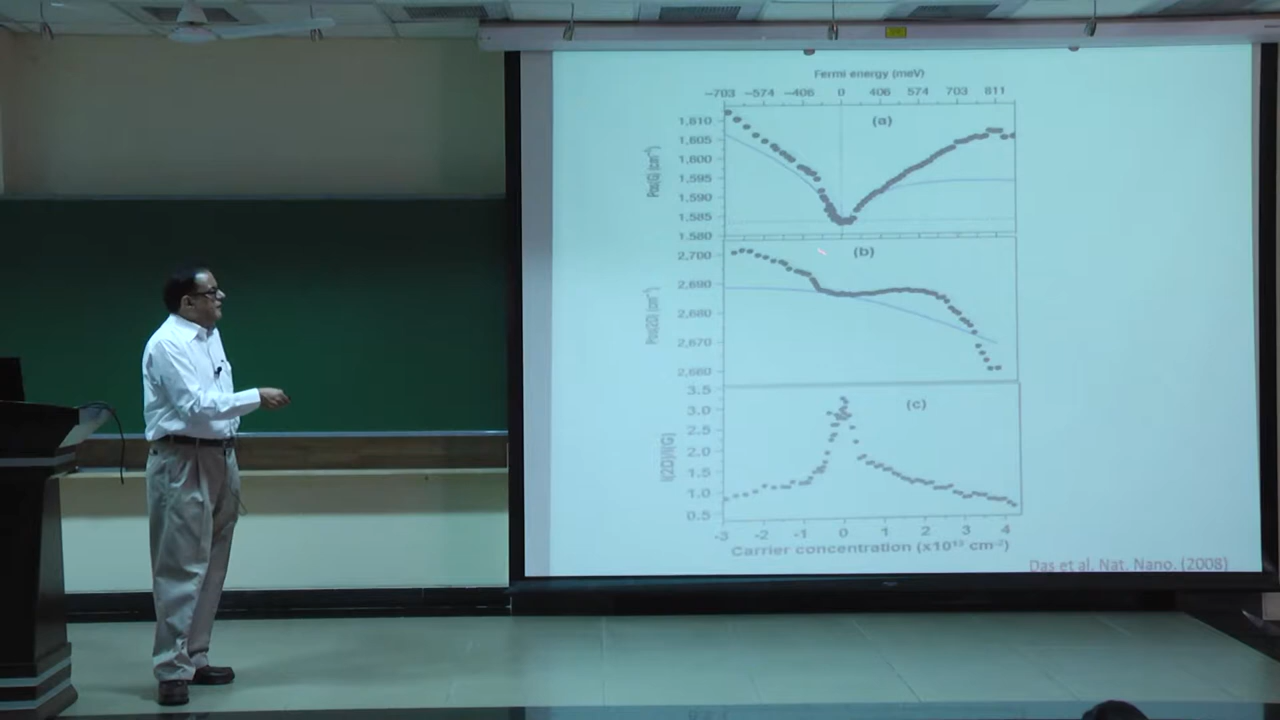 Fermi energy (meV)
−703 −574 −406 0 406 574 703 811
(a)
1,810
1,605
1,600
1,595
1,590
1,585
1,580
Pos(G) (cm⁻¹)
(b)
2,700
2,690
2,680
2,670
2,660
Pos(2D) (cm⁻¹)
(c)
3.5
3.0
2.5
2.0
1.5
1.0
0.5
I(2D)/I(G)
-3 -2 -1 0 1 2 3 4
Carrier concentration (x10¹³ cm⁻²)
Das et al, Nat. Nano. (2008)